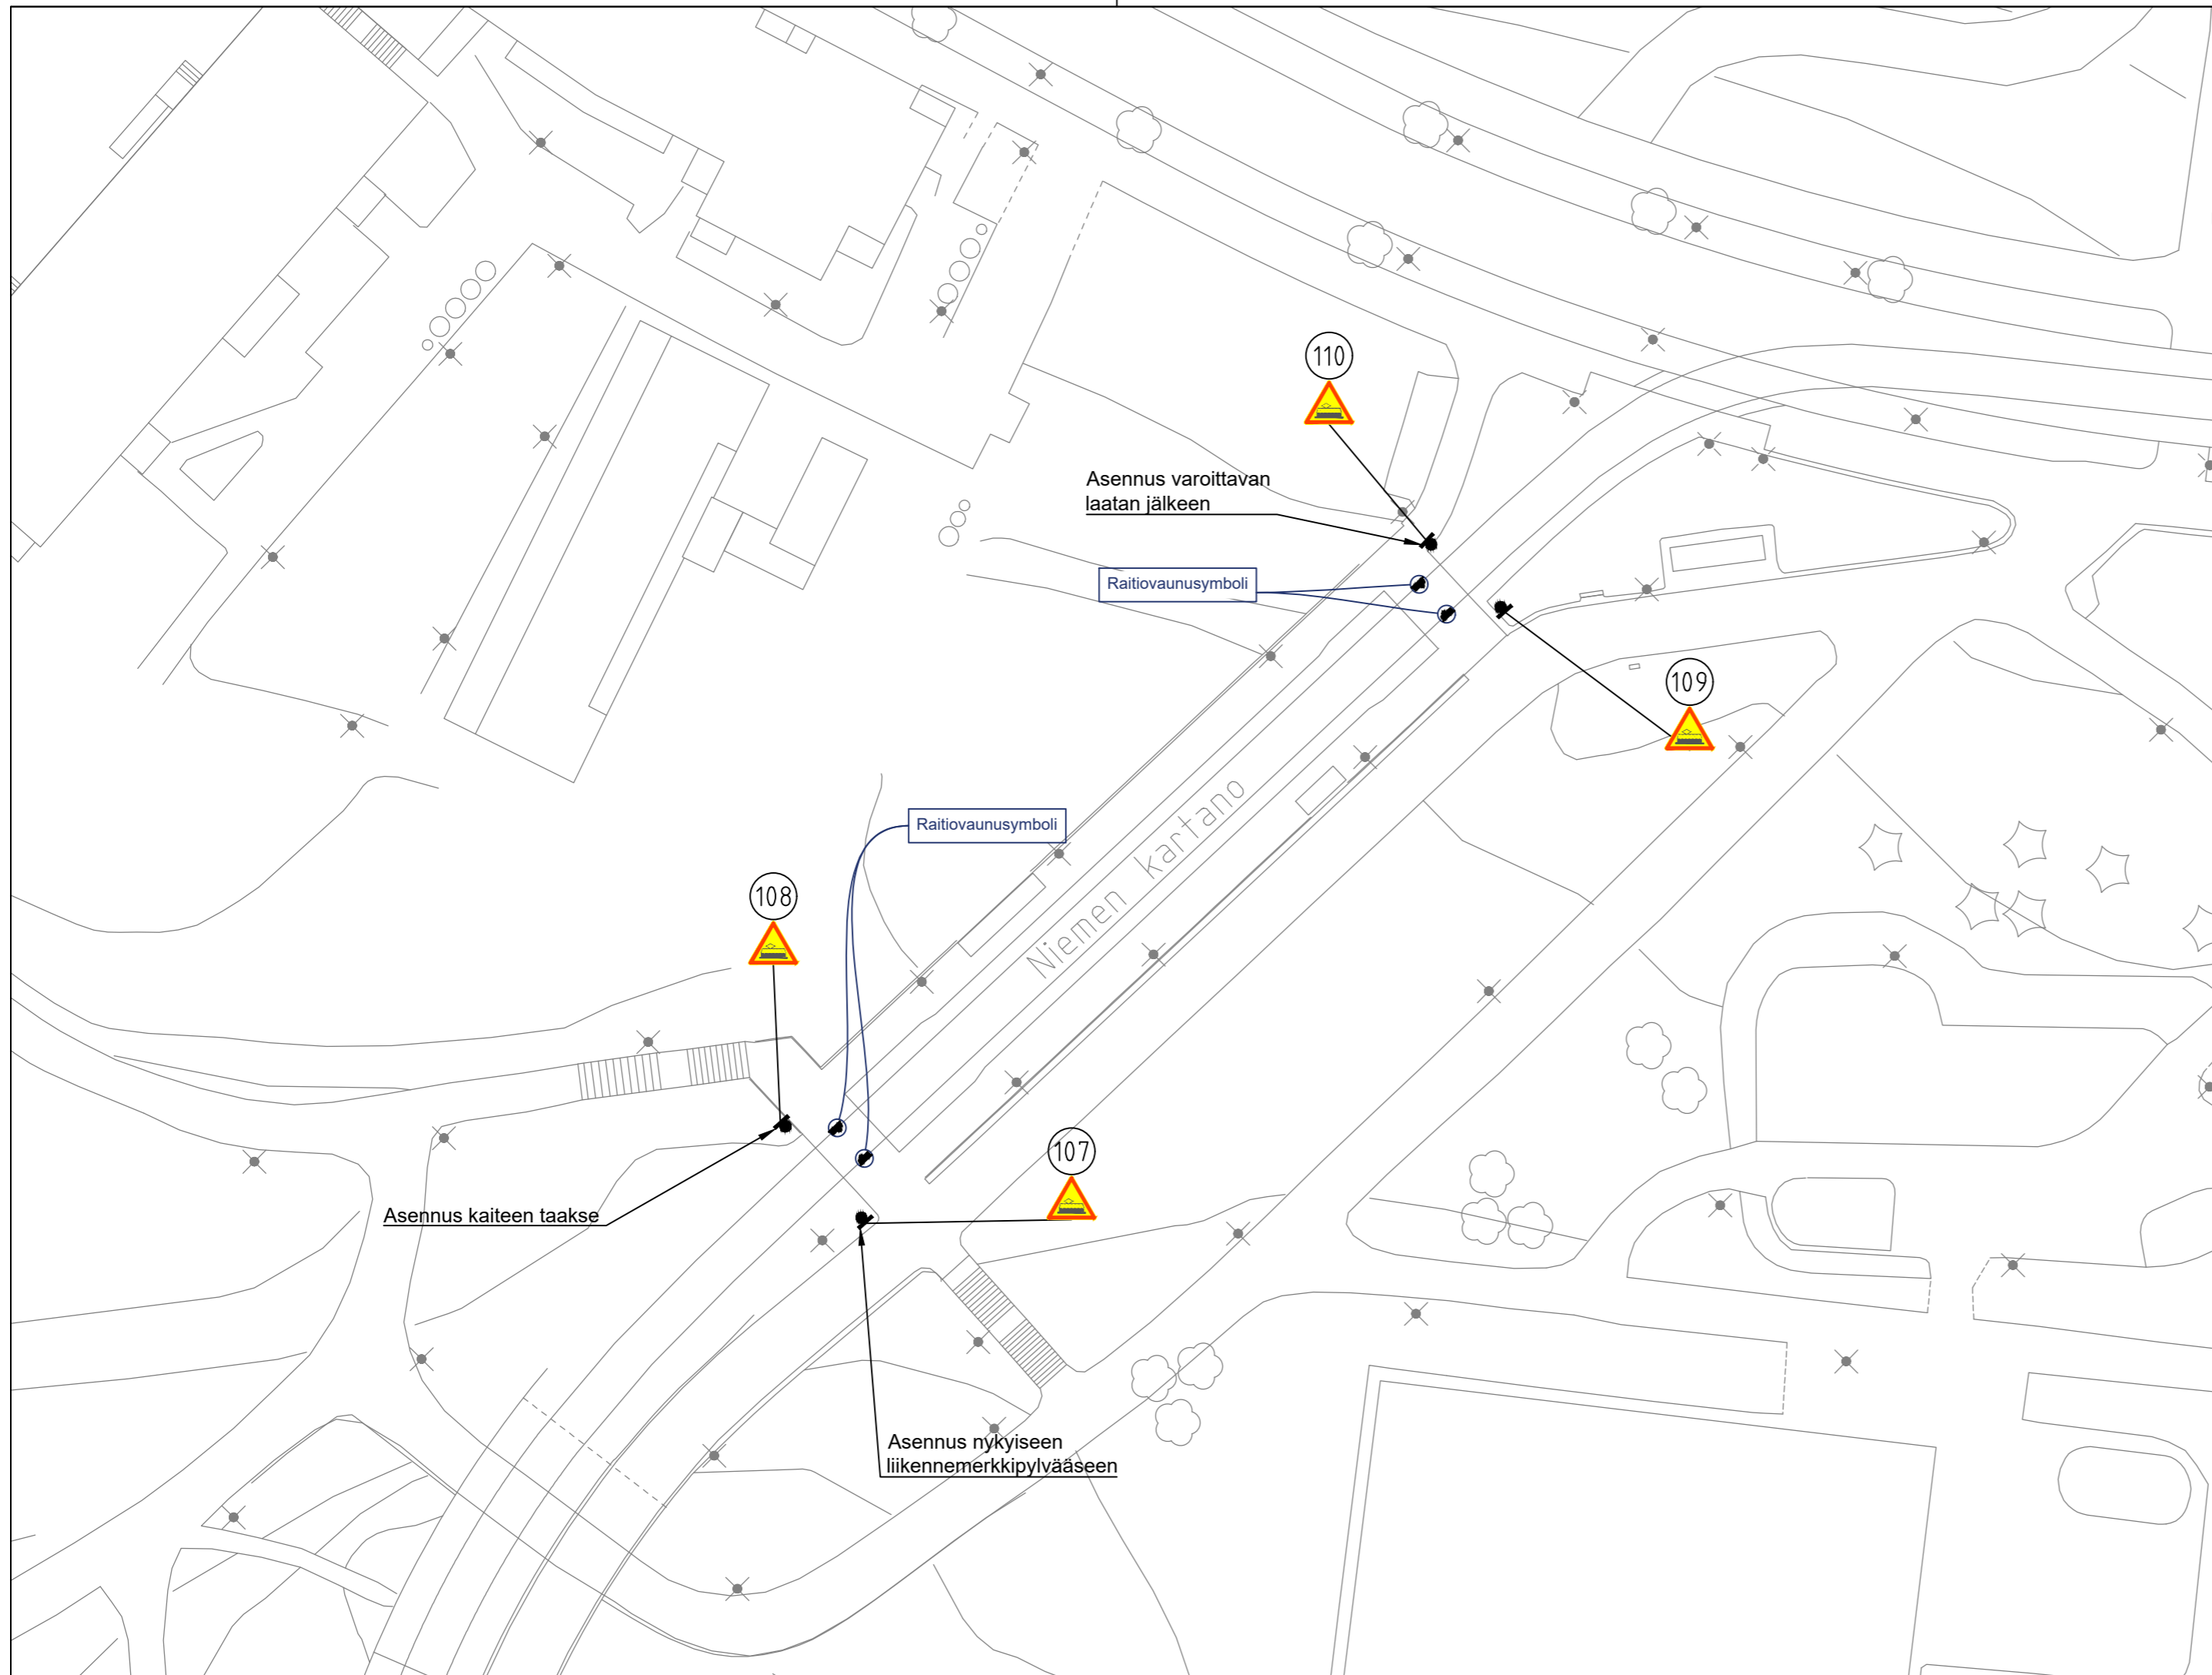 110
Asennus varoittavan
laatan jälkeen
Raitiovaunusymboli
109
Niemen kartano
Raitiovaunusymboli
108
107
Asennus kaiteen taakse
Asennus nykyiseen
liikennemerkkipylvääseen